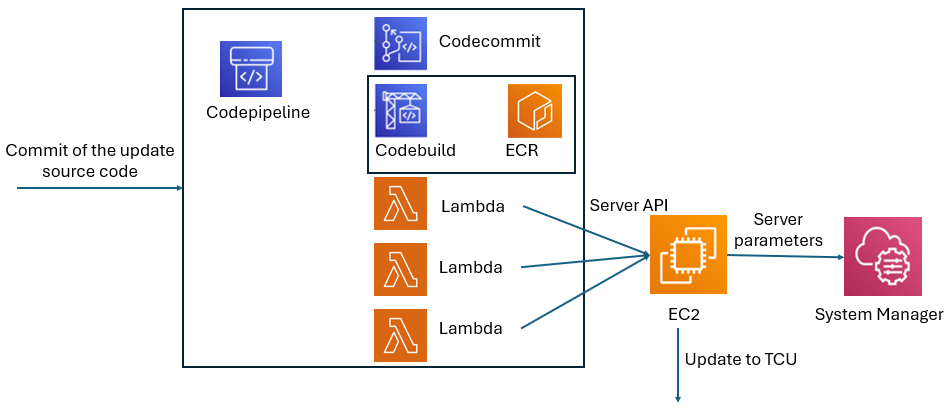 Codecommit
Codepipeline
Codebuild
ECR
Commit of the update
source code
Lambda
Server API
Lambda
Lambda
Server
parameters
EC2
System Manager
Update to TCU